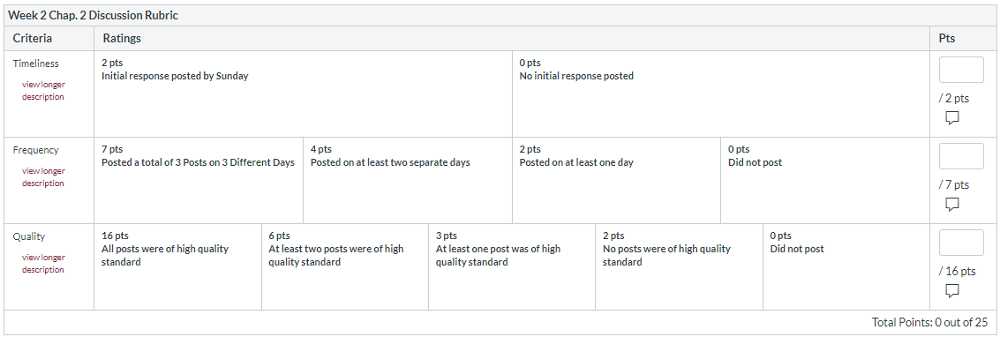 Week 2 Chap. 2 Discussion Rubric
Criteria Ratings Pts
Timeliness
view longer
description
2 pts
Initial response posted by Sunday
0 pts
No initial response posted
/ 2 pts
Frequency
view longer
description
7 pts
Posted a total of 3 Posts on 3 Different Days
4 pts
Posted on at least two separate days
2 pts
Posted on at least one day
0 pts
Did not post
/ 7 pts
Quality
view longer
description
16 pts
All posts were of high quality
standard
6 pts
At least two posts were of high
quality standard
3 pts
At least one post was of high
quality standard
2 pts
No posts were of high quality
standard
0 pts
Did not post
/ 16 pts
Total Points: 0 out of 25